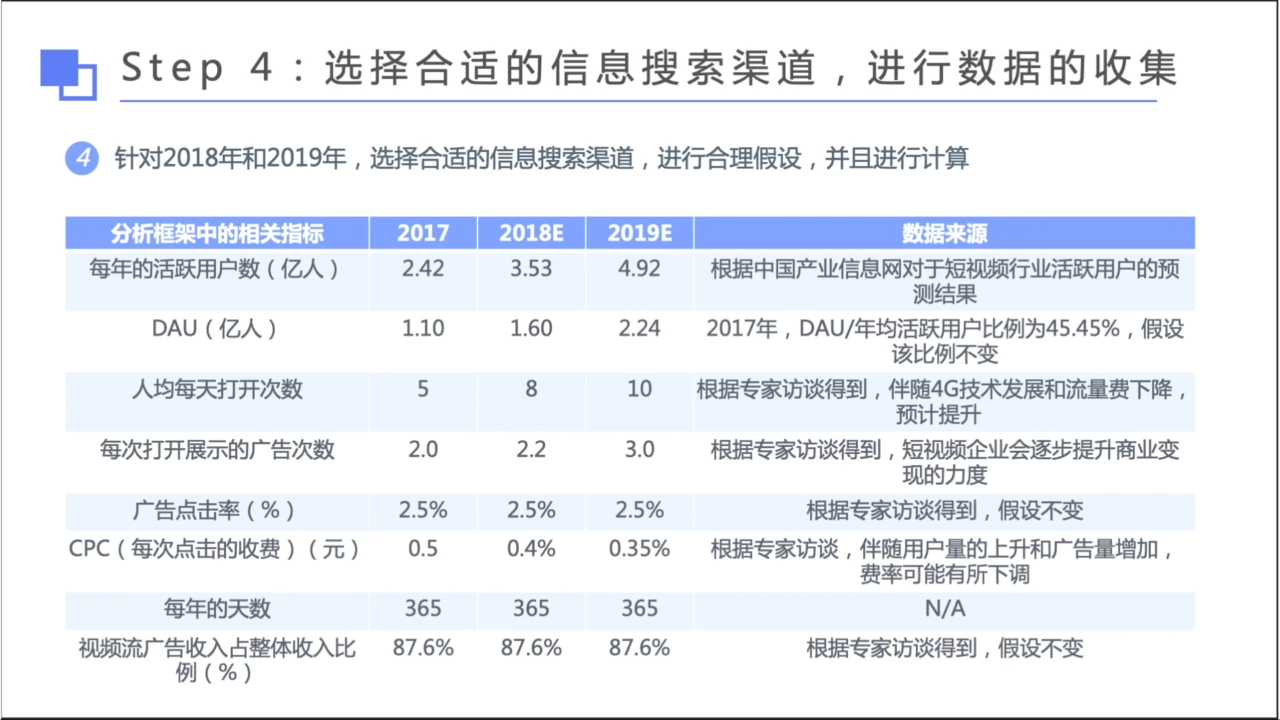 Step 4：选择合适的信息搜索渠道，进行数据的收集
4 针对2018年和2019年，选择合适的信息搜索渠道，进行合理假设，并且进行计算
分析框架中的相关指标 2017 2018E 2019E 数据来源
每年的活跃用户数（亿人） 2.42 3.53 4.92 根据中国产业信息网对于短视频行业活跃用户的预
测结果
DAU（亿人） 1.10 1.60 2.24 2017年，DAU/年均活跃用户比例为45.45%，假设
该比例不变
人均每天打开次数 5 8 10 根据专家访谈得到，伴随4G技术发展和流量费下降，
预计提升
每次打开展示的广告次数 2.0 2.2 3.0 根据专家访谈得到，短视频企业会逐步提升商业变
现的力度
广告点击率（%） 2.5% 2.5% 2.5% 根据专家访谈得到，假设不变
CPC（每次点击的收费）（元） 0.5 0.4% 0.35% 根据专家访谈，伴随用户量的上升和广告量增加，
费率可能有所下调
每年的天数 365 365 365 N/A
视频流广告收入占整体收入比 87.6% 87.6% 87.6% 根据专家访谈得到，假设不变
例（%）